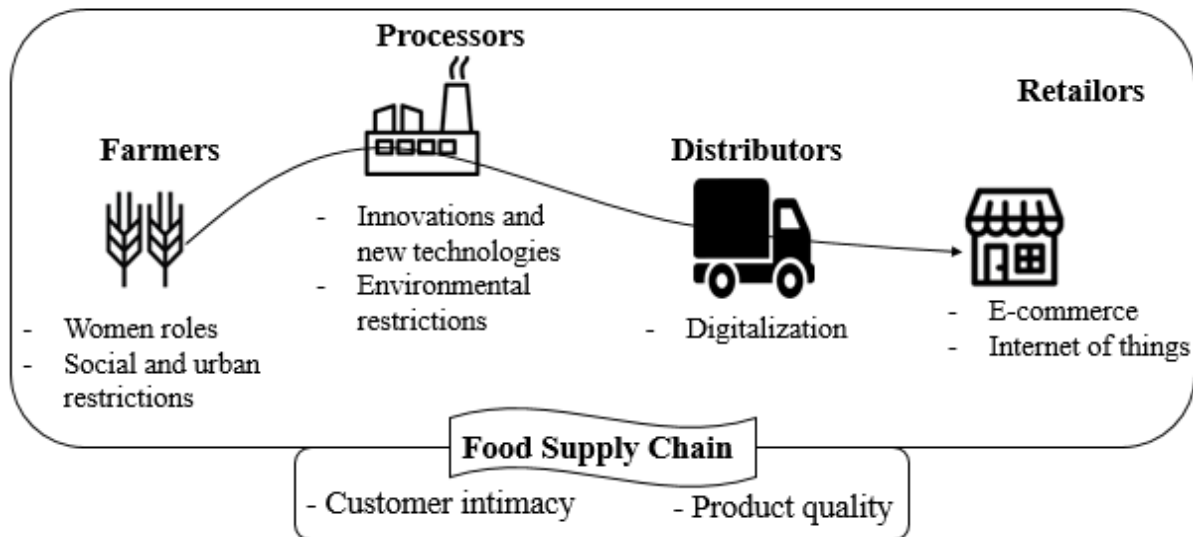 Processors
Retailors
Farmers
Distributors
- Innovations and
new technologies
- Environmental
restrictions
- Women roles
- Social and urban
restrictions
- Digitalization
- E-commerce
- Internet of things
Food Supply Chain
- Customer intimacy
- Product quality